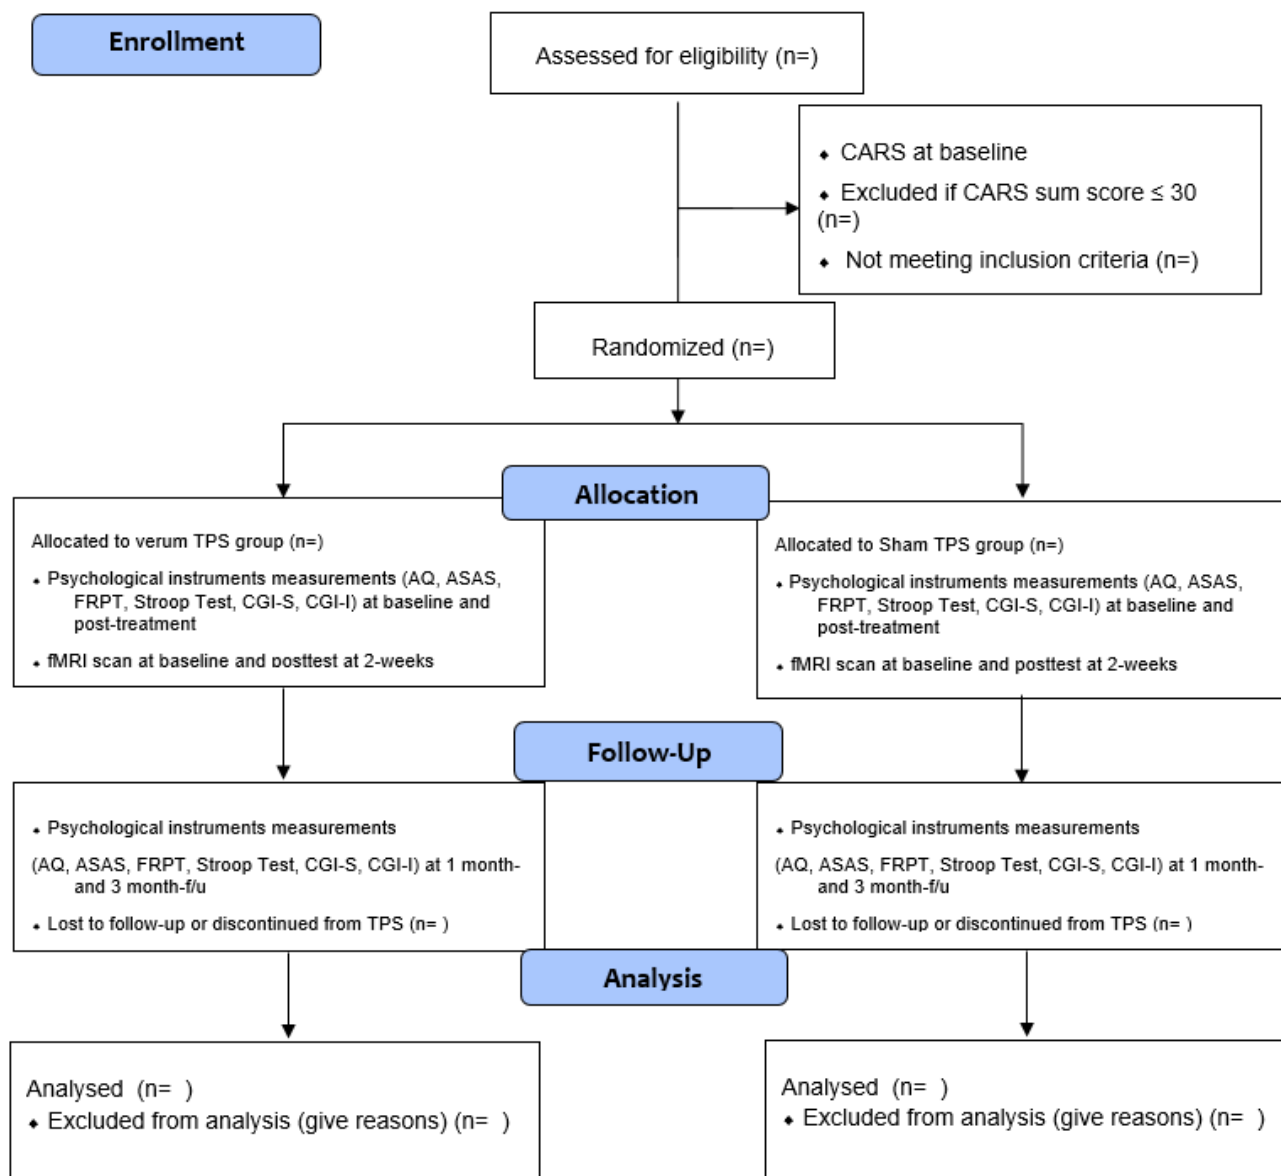 Enrollment
Assessed for eligibility (n=)
⬥ CARS at baseline
⬥ Excluded if CARS sum score ≤ 30
(n=)
⬥ Not meeting inclusion criteria (n=)
Randomized (n=)
Allocation
Allocated to verum TPS group (n=)
⬥ Psychological instruments measurements (AQ, ASAS,
FRPT, Stroop Test, CGI-S, CGI-I) at baseline and
post-treatment
⬥ fMRI scan at baseline and posttest at 2-weeks
Allocated to Sham TPS group (n=)
⬥ Psychological instruments measurements (AQ, ASAS,
FRPT, Stroop Test, CGI-S, CGI-I) at baseline and
post-treatment
⬥ fMRI scan at baseline and posttest at 2-weeks
Follow-Up
⬥ Psychological instruments measurements
(AQ, ASAS, FRPT, Stroop Test, CGI-S, CGI-I) at 1 month-
and 3 month-f/u
⬥ Lost to follow-up or discontinued from TPS (n= )
⬥ Psychological instruments measurements
(AQ, ASAS, FRPT, Stroop Test, CGI-S, CGI-I) at 1 month-
and 3 month-f/u
⬥ Lost to follow-up or discontinued from TPS (n= )
Analysis
Analysed (n= )
⬥ Excluded from analysis (give reasons) (n= )
Analysed (n= )
⬥ Excluded from analysis (give reasons) (n= )